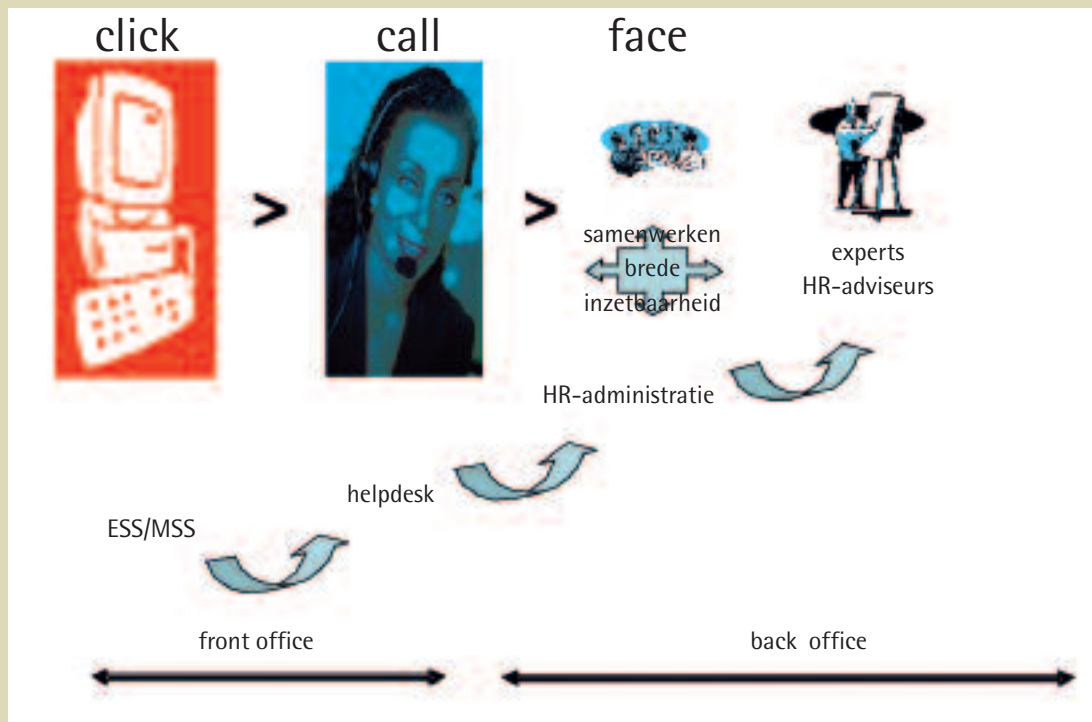 click
call
face
>
>
samenwerken
brede
inzetbaarheid
experts
HR-adviseurs
HR-administratie
helpdesk
ESS/MSS
front office
back office